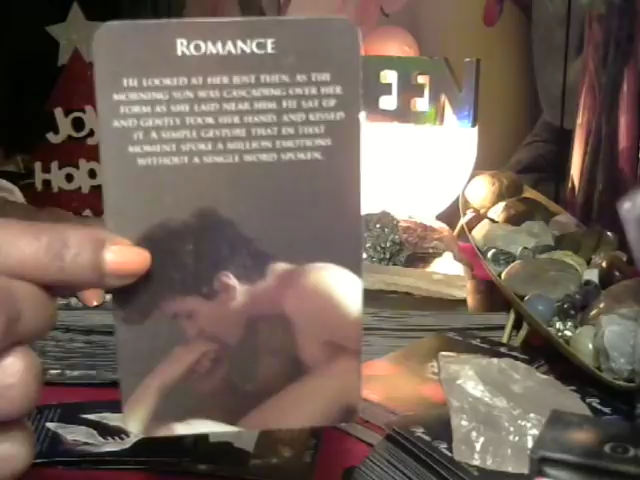 ROMANCE
HE LOOKED AT HER JUST THEN. AS THE
MORNING SUN WAS CASCADING OVER HER
FORM AS SHE LAID NEAR HIM. HE SAT UP
AND GENTLY TOOK HER HAND AND KISSED
IT. A SIMPLE GESTURE THAT IN THAT
MOMENT SPOKE A MILLION EMOTIONS
WITHOUT A SINGLE WORD SPOKEN.
EEN
Joy
Hop